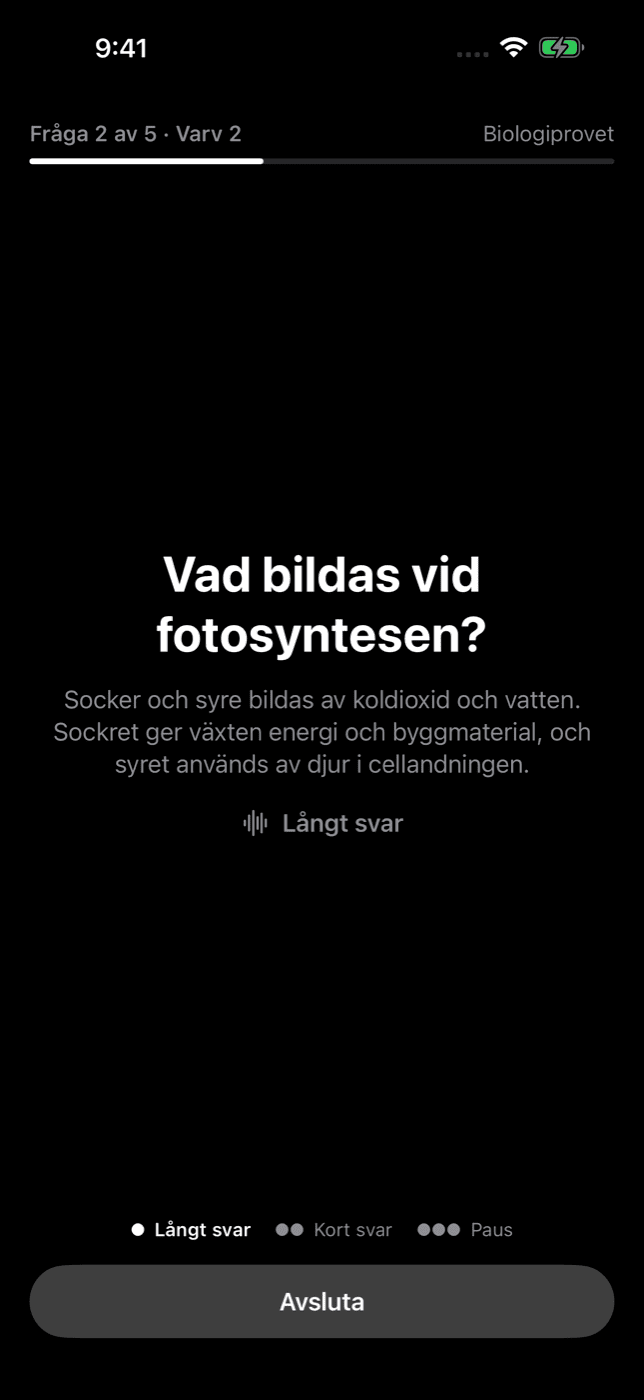 9:41
Fråga 2 av 5 · Varv 2
Biologiprovet
Vad bildas vid
fotosyntesen?
Socker och syre bildas av koldioxid och vatten.
Sockret ger växten energi och byggmaterial, och
syret används av djur i cellandningen.
Långt svar
Långt svar
Kort svar
Paus
Avsluta